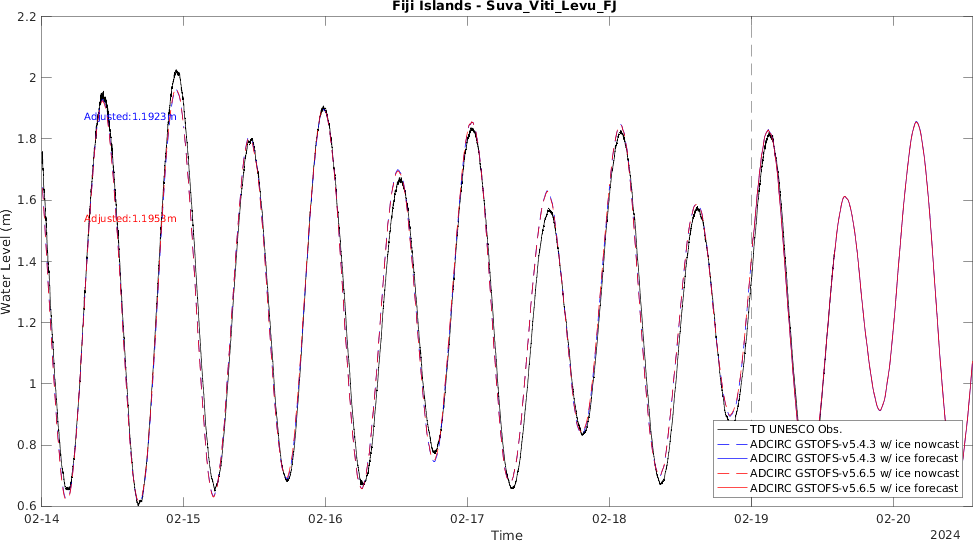 Fiji Islands - Suva_Viti_Levu_FJ
2.2
2
1.8
1.6
1.4
1.2
1
0.8
0.6
Water Level (m)
Adjusted:1.1923m
Adjusted:1.1953m
TD UNESCO Obs.
ADCIRC GSTOFS-v5.4.3 w/ ice nowcast
ADCIRC GSTOFS-v5.4.3 w/ ice forecast
ADCIRC GSTOFS-v5.6.5 w/ ice nowcast
ADCIRC GSTOFS-v5.6.5 w/ ice forecast
02-14 02-15 02-16 02-17 02-18 02-19 02-20
Time
2024